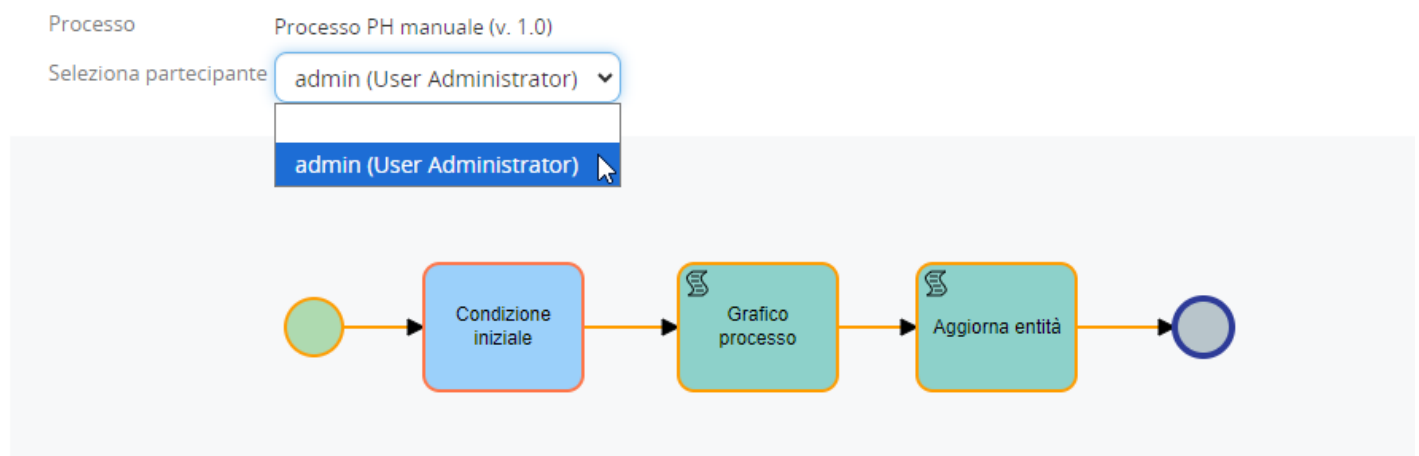 Processo
Processo PH manuale (v. 1.0)
Seleziona partecipante
admin (User Administrator)
admin (User Administrator)
Condizione
iniziale
Grafico
processo
Aggiorna entità